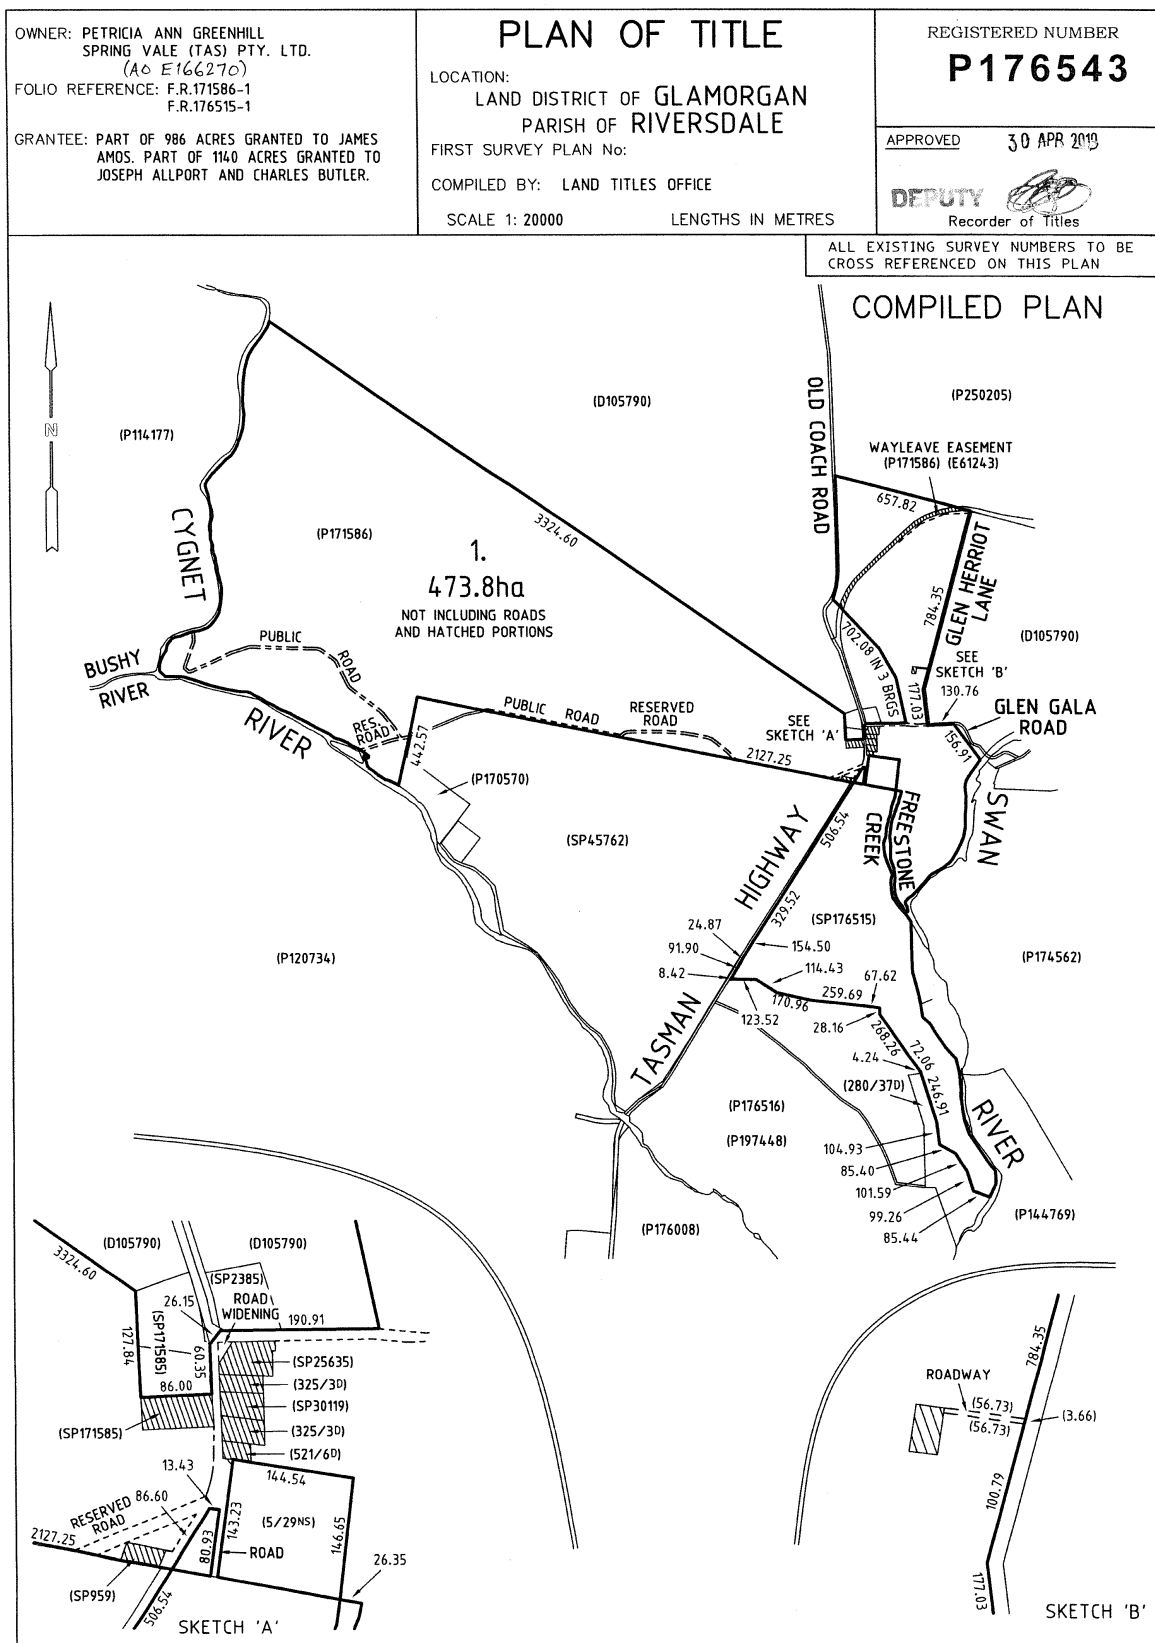 OWNER: PETRICIA ANN GREENHILL
SPRING VALE (TAS) PTY. LTD.
(AO E166270)
FOLIO REFERENCE: F.R.171586-1
F.R.176515-1
GRANTEE: PART OF 986 ACRES GRANTED TO JAMES
AMOS. PART OF 1140 ACRES GRANTED TO
JOSEPH ALLPORT AND CHARLES BUTLER.
PLAN OF TITLE
LOCATION:
LAND DISTRICT OF GLAMORGAN
PARISH OF RIVERSDALE
FIRST SURVEY PLAN No:
COMPILED BY: LAND TITLES OFFICE
SCALE 1: 20000 LENGTHS IN METRES
REGISTERED NUMBER
P176543
APPROVED 30 APR 2019
DEPUTY
Recorder of Titles
ALL EXISTING SURVEY NUMBERS TO BE
CROSS REFERENCED ON THIS PLAN
COMPILED PLAN
N
(P114177)
(D105790)
(P250205)
OLD COACH ROAD
WAYLEAVE EASEMENT
(P171586) (E61243)
657.82
CYGNET
(P171586)
3324.60
1.
473.8ha
NOT INCLUDING ROADS
AND HATCHED PORTIONS
GLEN HERRIOT
LANE
784.35
(D105790)
702.08 IN 3 BRGS
SEE
SKETCH 'B'
177.03
130.76
GLEN GALA
ROAD
156.91
BUSHY
RIVER
PUBLIC
ROAD
RES.
ROAD
RIVER
442.57
PUBLIC ROAD
RESERVED
ROAD
SEE
SKETCH 'A'
2127.25
(P170570)
(SP45762)
HIGHWAY
506.54
FREESTONE
CREEK
SWAN
329.52
(SP176515)
24.87
91.90
8.42
154.50
114.43
67.62
259.69
170.96
123.52
28.16
(P120734)
(P174562)
TASMAN
268.26
72.06
4.24
(280/37D)
246.91
(P176516)
(P197448)
RIVER
104.93
85.40
101.59
99.26
85.44
(P144769)
(P176008)
3324.60
(D105790)
(D105790)
(SP2385)
ROAD
WIDENING
26.15
190.91
(SP171585)
127.84
60.35
86.00
(SP25635)
(325/3D)
(SP30119)
(325/3D)
(521/6D)
(SP171585)
13.43
144.54
RESERVED
ROAD
86.60
2127.25
143.23
(5/29NS)
146.65
80.93
ROAD
26.35
(SP959)
506.54
SKETCH 'A'
784.35
ROADWAY
(56.73)
(56.73)
(3.66)
100.79
177.03
SKETCH 'B'